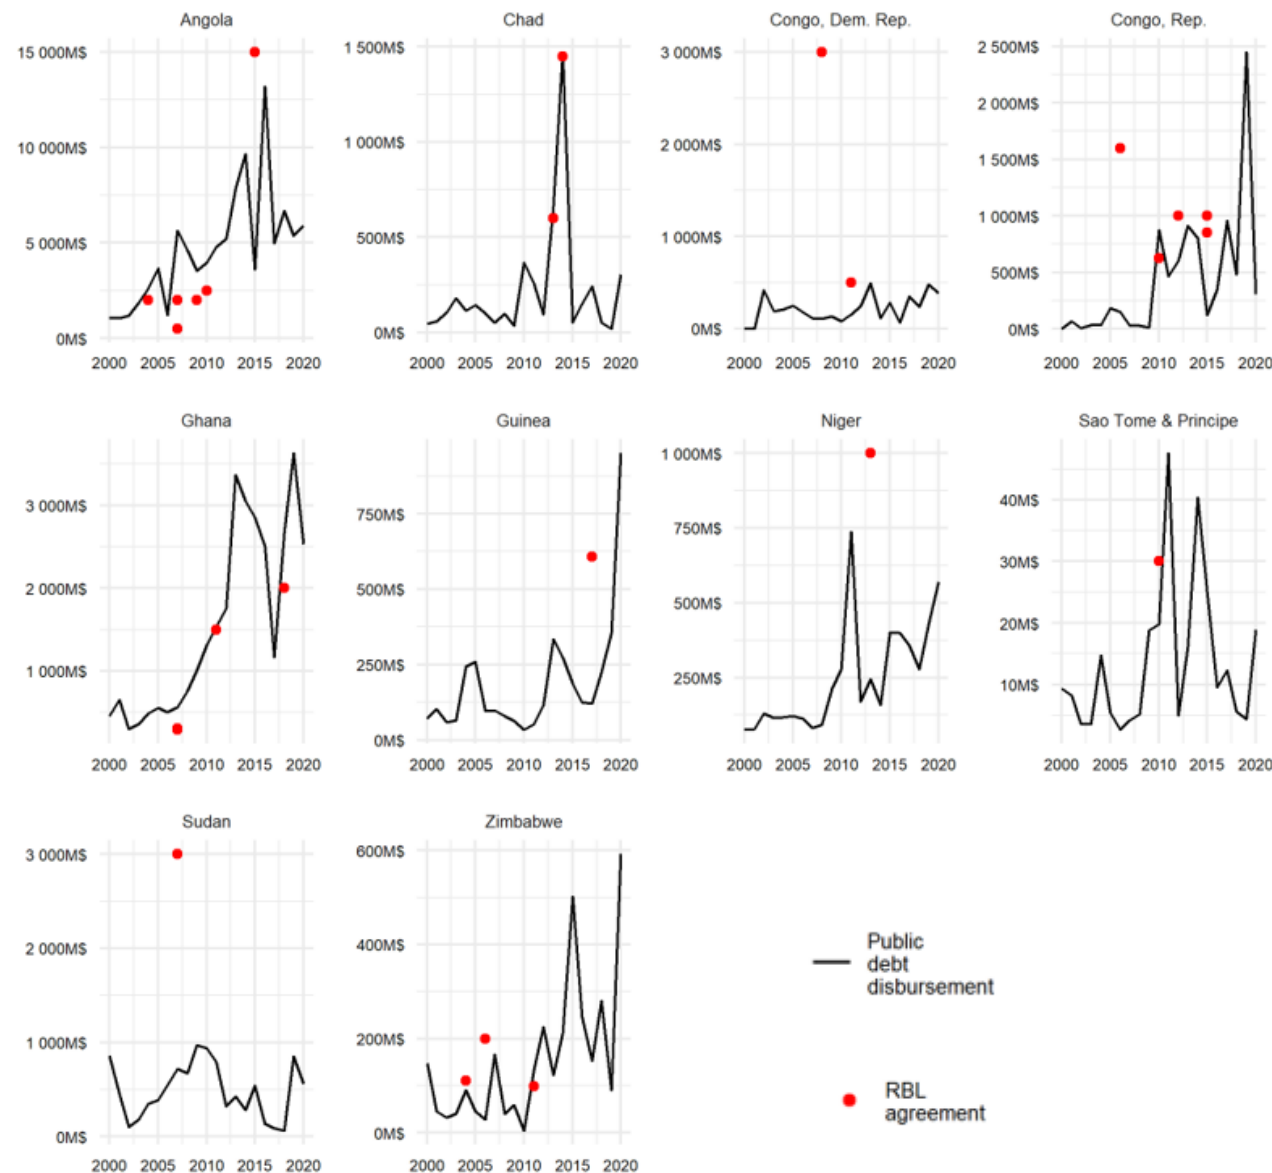 Angola
Chad
Congo, Dem. Rep.
Congo, Rep.
15 000M$
10 000M$
5 000M$
0M$
2000 2005 2010 2015 2020
1 500M$
1 000M$
500M$
0M$
2000 2005 2010 2015 2020
3 000M$
2 000M$
1 000M$
0M$
2000 2005 2010 2015 2020
2 500M$
2 000M$
1 500M$
1 000M$
500M$
0M$
2000 2005 2010 2015 2020
Ghana
Guinea
Niger
Sao Tome & Principe
3 000M$
2 000M$
1 000M$
2000 2005 2010 2015 2020
750M$
500M$
250M$
0M$
2000 2005 2010 2015 2020
1 000M$
750M$
500M$
250M$
2000 2005 2010 2015 2020
40M$
30M$
20M$
10M$
2000 2005 2010 2015 2020
Sudan
Zimbabwe
3 000M$
2 000M$
1 000M$
0M$
2000 2005 2010 2015 2020
600M$
400M$
200M$
0M$
2000 2005 2010 2015 2020
Public
debt
disbursement
RBL
agreement